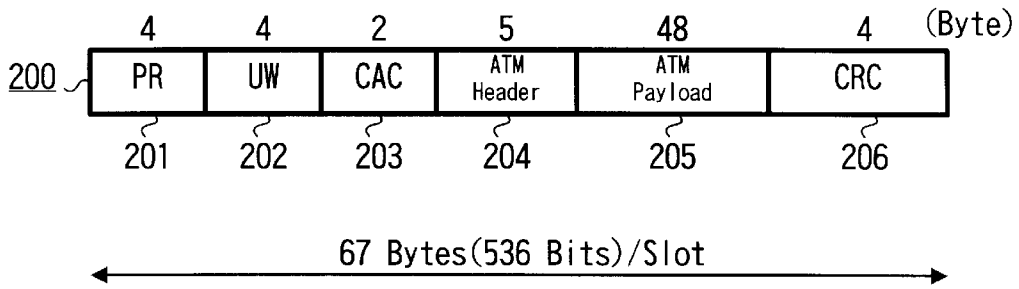 4 4 2 5 48 4 (Byte)
200 PR UW CAC ATM Header ATM Payload CRC
201 202 203 204 205 206
67 Bytes(536 Bits)/Slot